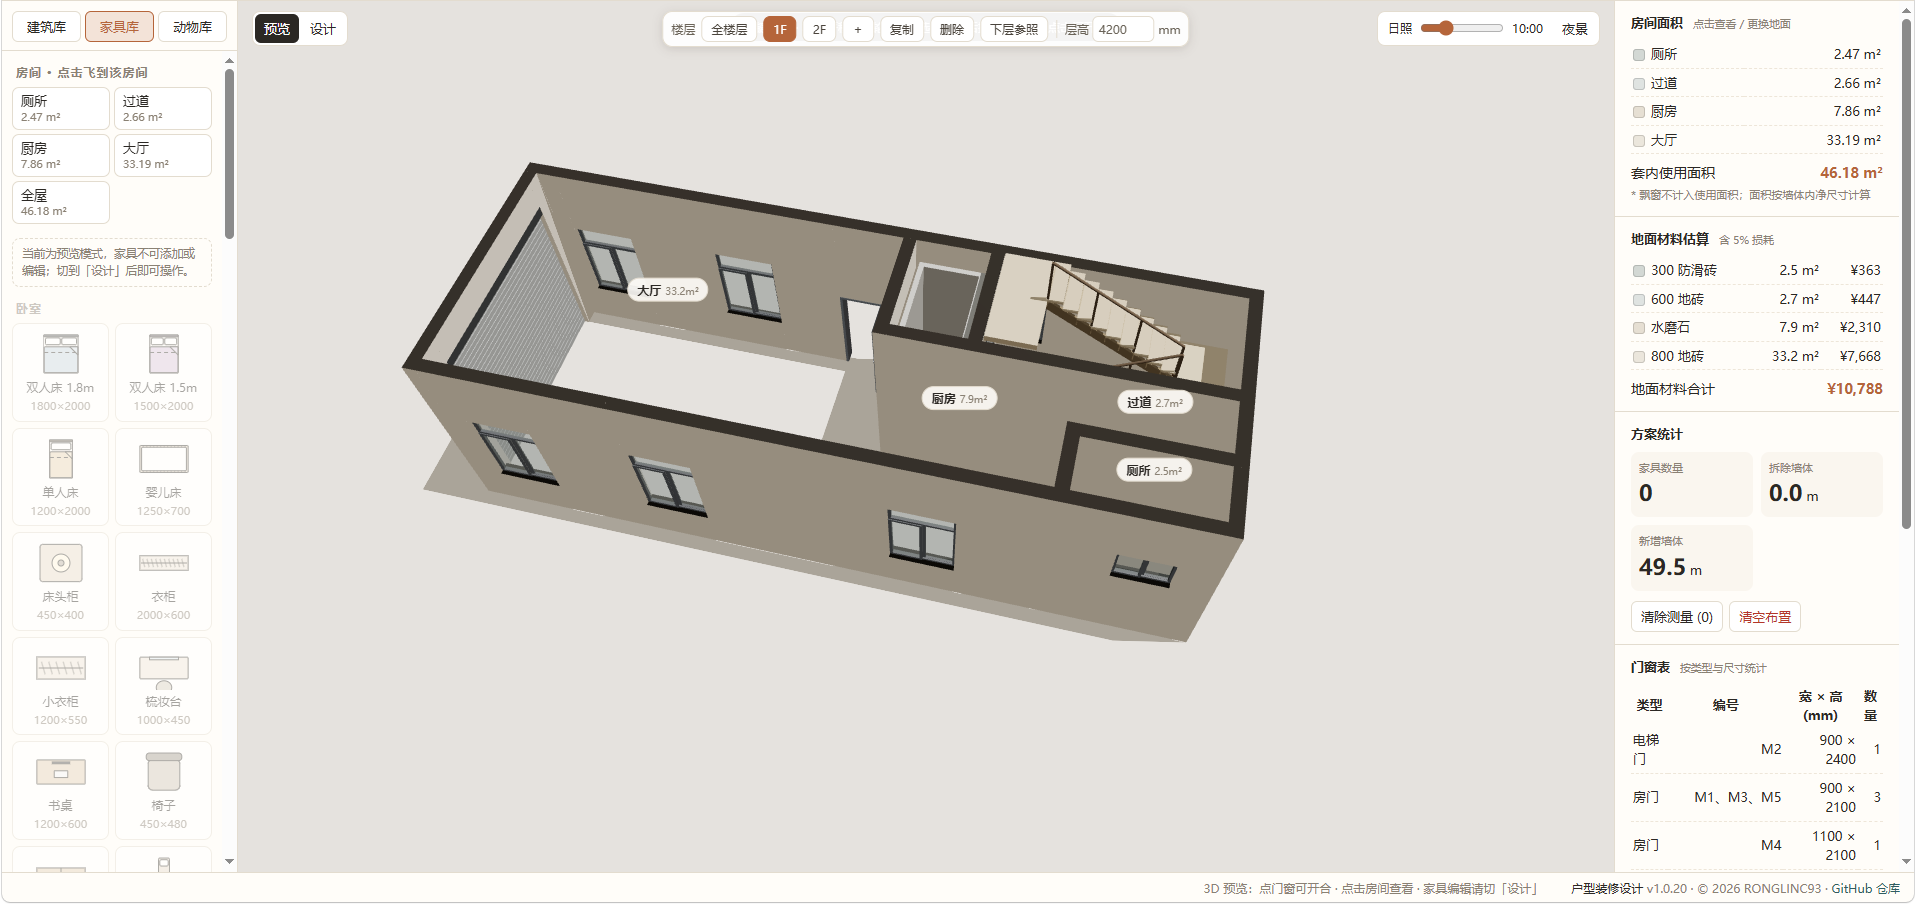 建筑库 家具库 动物库
房间 • 点击飞到该房间
厕所
2.47 m²
过道
2.66 m²
厨房
7.86 m²
大厅
33.19 m²
全屋
46.18 m²
当前为预览模式，家具不可添加或
编辑；切到「设计」后即可操作。
卧室
双人床 1.8m
1800×2000
双人床 1.5m
1500×2000
单人床
1200×2000
婴儿床
1250×700
床头柜
450×400
衣柜
2000×600
小衣柜
1200×550
梳妆台
1000×450
书桌
1200×600
椅子
450×480
预览 设计
楼层 全楼层 1F 2F + 复制 删除 下层参照 层高 4200 mm
日照 10:00 夜景
大厅 33.2m²
厨房 7.9m²
过道 2.7m²
厕所 2.5m²
房间面积 点击查看 / 更换地面
厕所 2.47 m²
过道 2.66 m²
厨房 7.86 m²
大厅 33.19 m²
套内使用面积 46.18 m²
* 飘窗不计入使用面积；面积按墙体内净尺寸计算
地面材料估算 含 5% 损耗
300 防滑砖 2.5 m² ¥363
600 地砖 2.7 m² ¥447
水磨石 7.9 m² ¥2,310
800 地砖 33.2 m² ¥7,668
地面材料合计 ¥10,788
方案统计
家具数量
0
拆除墙体
0.0 m
新增墙体
49.5 m
清除测量 (0) 清空布置
门窗表 按类型与尺寸统计
类型 编号 宽 × 高 (mm) 数量
电梯门 M2 900 × 2400 1
房门 M1、M3、M5 900 × 2100 3
房门 M4 1100 × 2100 1
3D 预览：点门窗可开合 · 点击房间查看 · 家具编辑请切「设计」
户型装修设计 v1.0.20 · © 2026 RONGLINC93 · GitHub 仓库